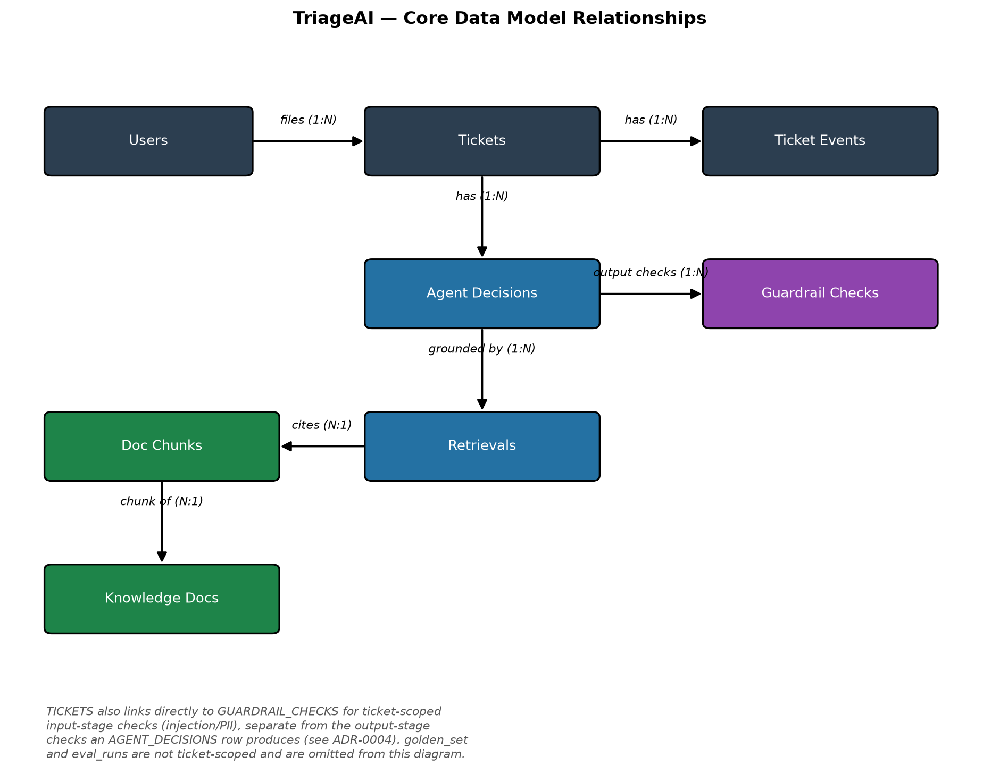 TriageAI — Core Data Model Relationships
files (1:N)
has (1:N)
Users
Tickets
Ticket Events
has (1:N)
output checks (1:N)
Agent Decisions
Guardrail Checks
grounded by (1:N)
cites (N:1)
Doc Chunks
Retrievals
chunk of (N:1)
Knowledge Docs
TICKETS also links directly to GUARDRAIL_CHECKS for ticket-scoped
input-stage checks (injection/PII), separate from the output-stage
checks an AGENT_DECISIONS row produces (see ADR-0004). golden_set
and eval_runs are not ticket-scoped and are omitted from this diagram.